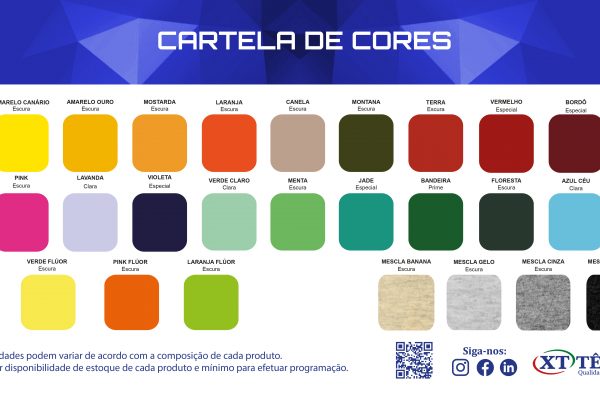 CARTELA DE CORES
MARELO CANÁRIO
Escura
AMARELO OURO
Escura
MOSTARDA
Escura
LARANJA
Escura
CANELA
Escura
MONTANA
Escura
TERRA
Escura
VERMELHO
Especial
BORDÔ
Especial
PINK
Escura
LAVANDA
Clara
VIOLETA
Especial
VERDE CLARO
Clara
MENTA
Escura
JADE
Especial
BANDEIRA
Prime
FLORESTA
Escura
AZUL CÉU
Clara
VERDE FLÚOR
Escura
PINK FLÚOR
Escura
LARANJA FLÚOR
Escura
MESCLA BANANA
Escura
MESCLA GELO
Escura
MESCLA CINZA
Escura
MES
dades podem variar de acordo com a composição de cada produto.
r disponibilidade de estoque de cada produto e mínimo para efetuar programação.
Siga-nos:
XT TÊ
Qualida